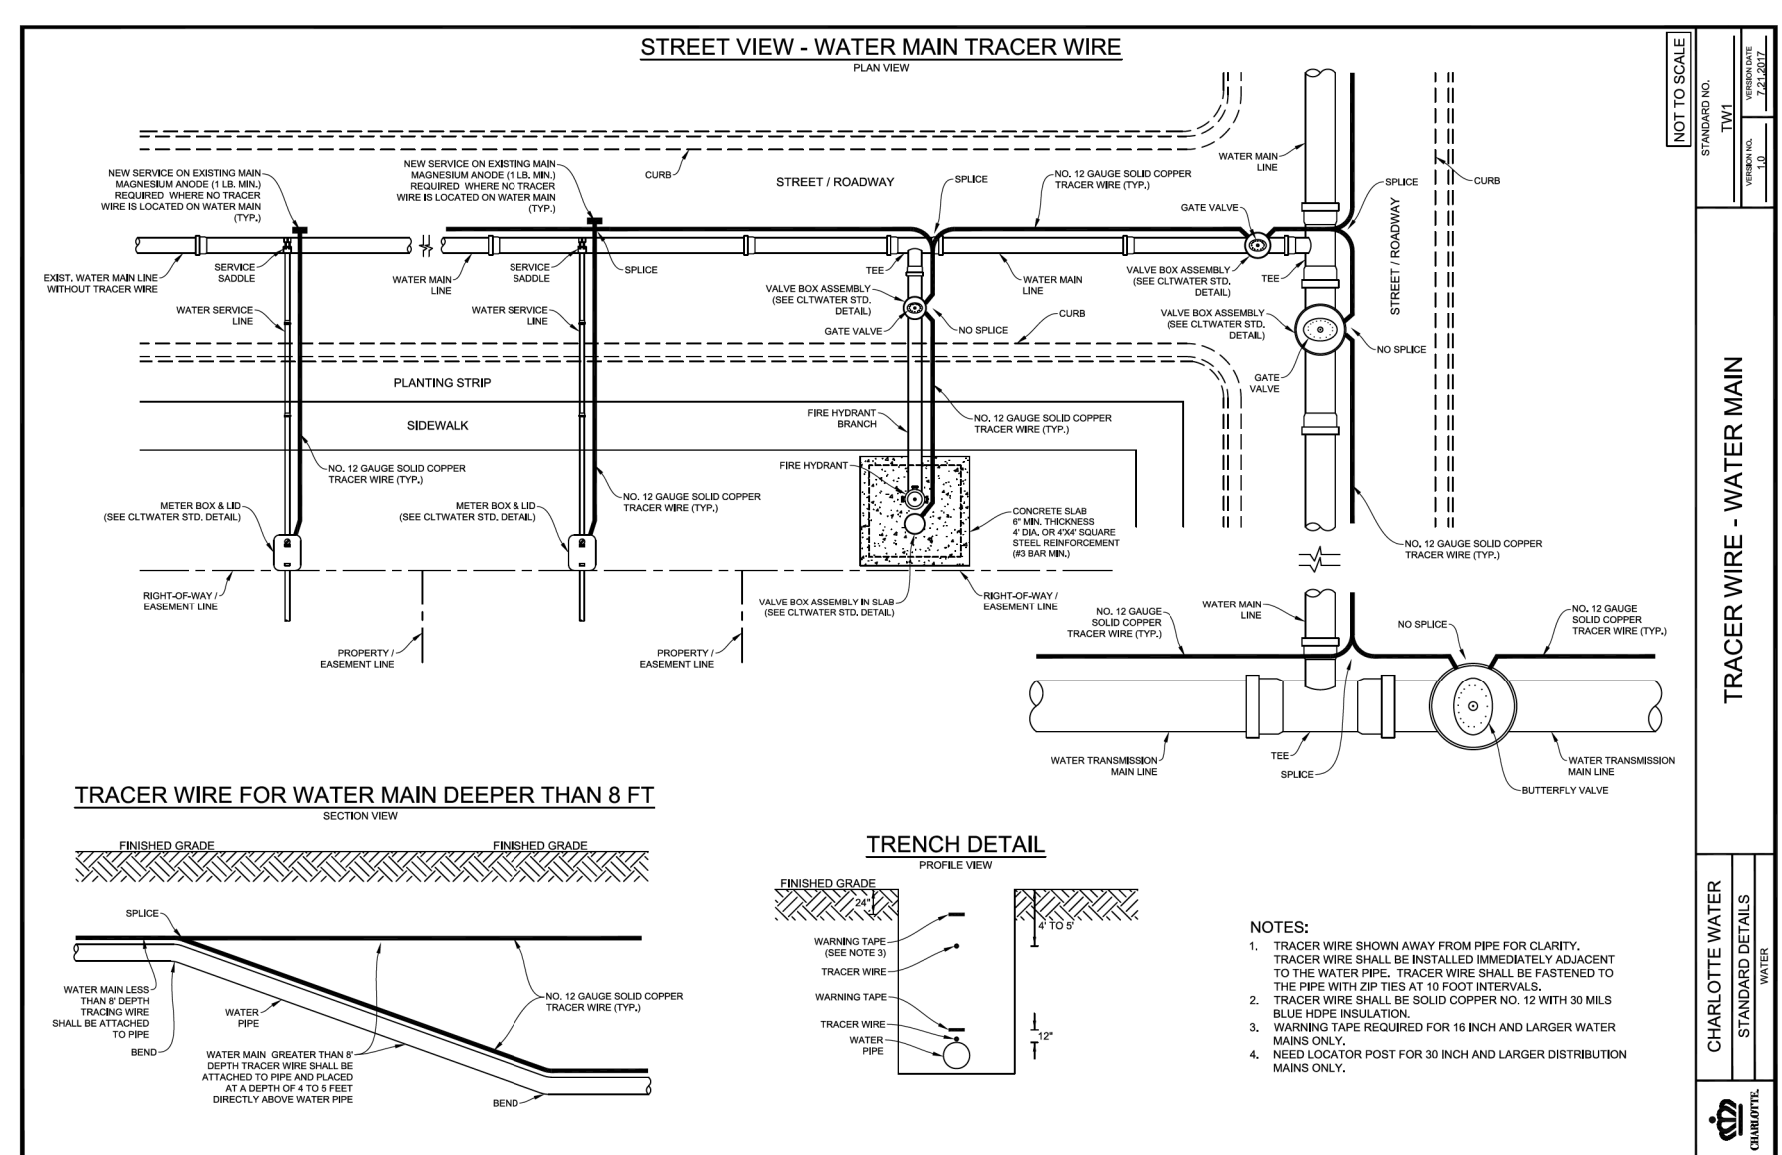 STREET VIEW - WATER MAIN TRACER WIRE
PLAN VIEW
NEW SERVICE ON EXISTING MAIN
MAGNESIUM ANODE (1 LB. MIN.)
REQUIRED WHERE NO TRACER
WIRE IS LOCATED ON WATER MAIN
(TYP.)
NEW SERVICE ON EXISTING MAIN
MAGNESIUM ANODE (1 LB. MIN.)
REQUIRED WHERE NO TRACER
WIRE IS LOCATED ON WATER MAIN
(TYP.)
CURB
STREET / ROADWAY
SPLICE
NO. 12 GAUGE SOLID COPPER
TRACER WIRE (TYP.)
WATER MAIN
LINE
GATE VALVE
SPLICE
CURB
STREET / ROADWAY
EXIST. WATER MAIN LINE
WITHOUT TRACER WIRE
SERVICE
SADDLE
WATER MAIN
LINE
SERVICE
SADDLE
SPLICE
TEE
WATER MAIN
LINE
VALVE BOX ASSEMBLY
(SEE CLTWATER STD.
DETAIL)
TEE
WATER SERVICE
LINE
WATER SERVICE
LINE
VALVE BOX ASSEMBLY
(SEE CLTWATER STD.
DETAIL)
GATE VALVE
NO SPLICE
CURB
VALVE BOX ASSEMBLY
(SEE CLTWATER STD.
DETAIL)
NO SPLICE
GATE
VALVE
PLANTING STRIP
SIDEWALK
FIRE HYDRANT
BRANCH
NO. 12 GAUGE SOLID COPPER
TRACER WIRE (TYP.)
NO. 12 GAUGE SOLID COPPER
TRACER WIRE (TYP.)
FIRE HYDRANT
NO. 12 GAUGE SOLID COPPER
TRACER WIRE (TYP.)
METER BOX & LID
(SEE CLTWATER STD. DETAIL)
METER BOX & LID
(SEE CLTWATER STD. DETAIL)
CONCRETE SLAB
6" MIN. THICKNESS
4' DIA. OR 4'X4' SQUARE
STEEL REINFORCEMENT
(#3 BAR MIN.)
NO. 12 GAUGE SOLID COPPER
TRACER WIRE (TYP.)
RIGHT-OF-WAY /
EASEMENT LINE
VALVE BOX ASSEMBLY IN SLAB
(SEE CLTWATER STD. DETAIL)
RIGHT-OF-WAY /
EASEMENT LINE
PROPERTY /
EASEMENT LINE
PROPERTY /
EASEMENT LINE
NO. 12 GAUGE
SOLID COPPER
TRACER WIRE (TYP.)
WATER MAIN
LINE
NO SPLICE
NO. 12 GAUGE
SOLID COPPER
TRACER WIRE (TYP.)
WATER TRANSMISSION
MAIN LINE
TEE
SPLICE
WATER TRANSMISSION
MAIN LINE
BUTTERFLY VALVE
TRACER WIRE FOR WATER MAIN DEEPER THAN 8 FT
SECTION VIEW
FINISHED GRADE
FINISHED GRADE
SPLICE
WATER MAIN LESS
THAN 8' DEPTH
TRACING WIRE
SHALL BE ATTACHED
TO PIPE
BEND
WATER
PIPE
NO. 12 GAUGE SOLID COPPER
TRACER WIRE (TYP.)
WATER MAIN GREATER THAN 8'
DEPTH TRACER WIRE SHALL BE
ATTACHED TO PIPE AND PLACED
AT A DEPTH OF 4 TO 5 FEET
DIRECTLY ABOVE WATER PIPE
BEND
TRENCH DETAIL
PROFILE VIEW
FINISHED GRADE
24"
4' TO 5'
WARNING TAPE
(SEE NOTE 3)
TRACER WIRE
WARNING TAPE
TRACER WIRE
WATER
PIPE
12"
NOTES:
1. TRACER WIRE SHOWN AWAY FROM PIPE FOR CLARITY.
TRACER WIRE SHALL BE INSTALLED IMMEDIATELY ADJACENT
TO THE WATER PIPE. TRACER WIRE SHALL BE FASTENED TO
THE PIPE WITH ZIP TIES AT 10 FOOT INTERVALS.
2. TRACER WIRE SHALL BE SOLID COPPER NO. 12 WITH 30 MILS
BLUE HDPE INSULATION.
3. WARNING TAPE REQUIRED FOR 16 INCH AND LARGER WATER
MAINS ONLY.
4. NEED LOCATOR POST FOR 30 INCH AND LARGER DISTRIBUTION
MAINS ONLY.
NOT TO SCALE
STANDARD NO.
TW1
VERSION NO.
1.0
VERSION DATE
7.21.2017
TRACER WIRE - WATER MAIN
CHARLOTTE WATER
STANDARD DETAILS
WATER
CHARLOTTE.